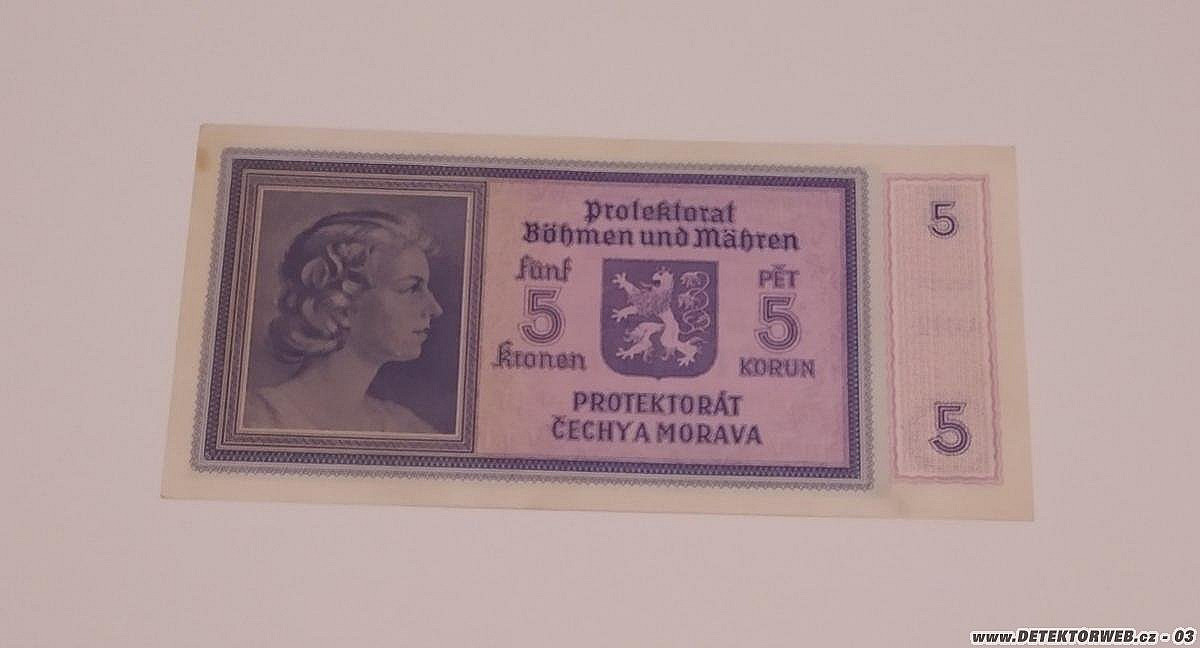 Protektorat
Böhmen und Mähren
fünf
5
Kronen
PĚT
5
KORUN
PROTEKTORÁT
ČECHY A MORAVA
5
5
www.DETEKTORWEB.cz - 03